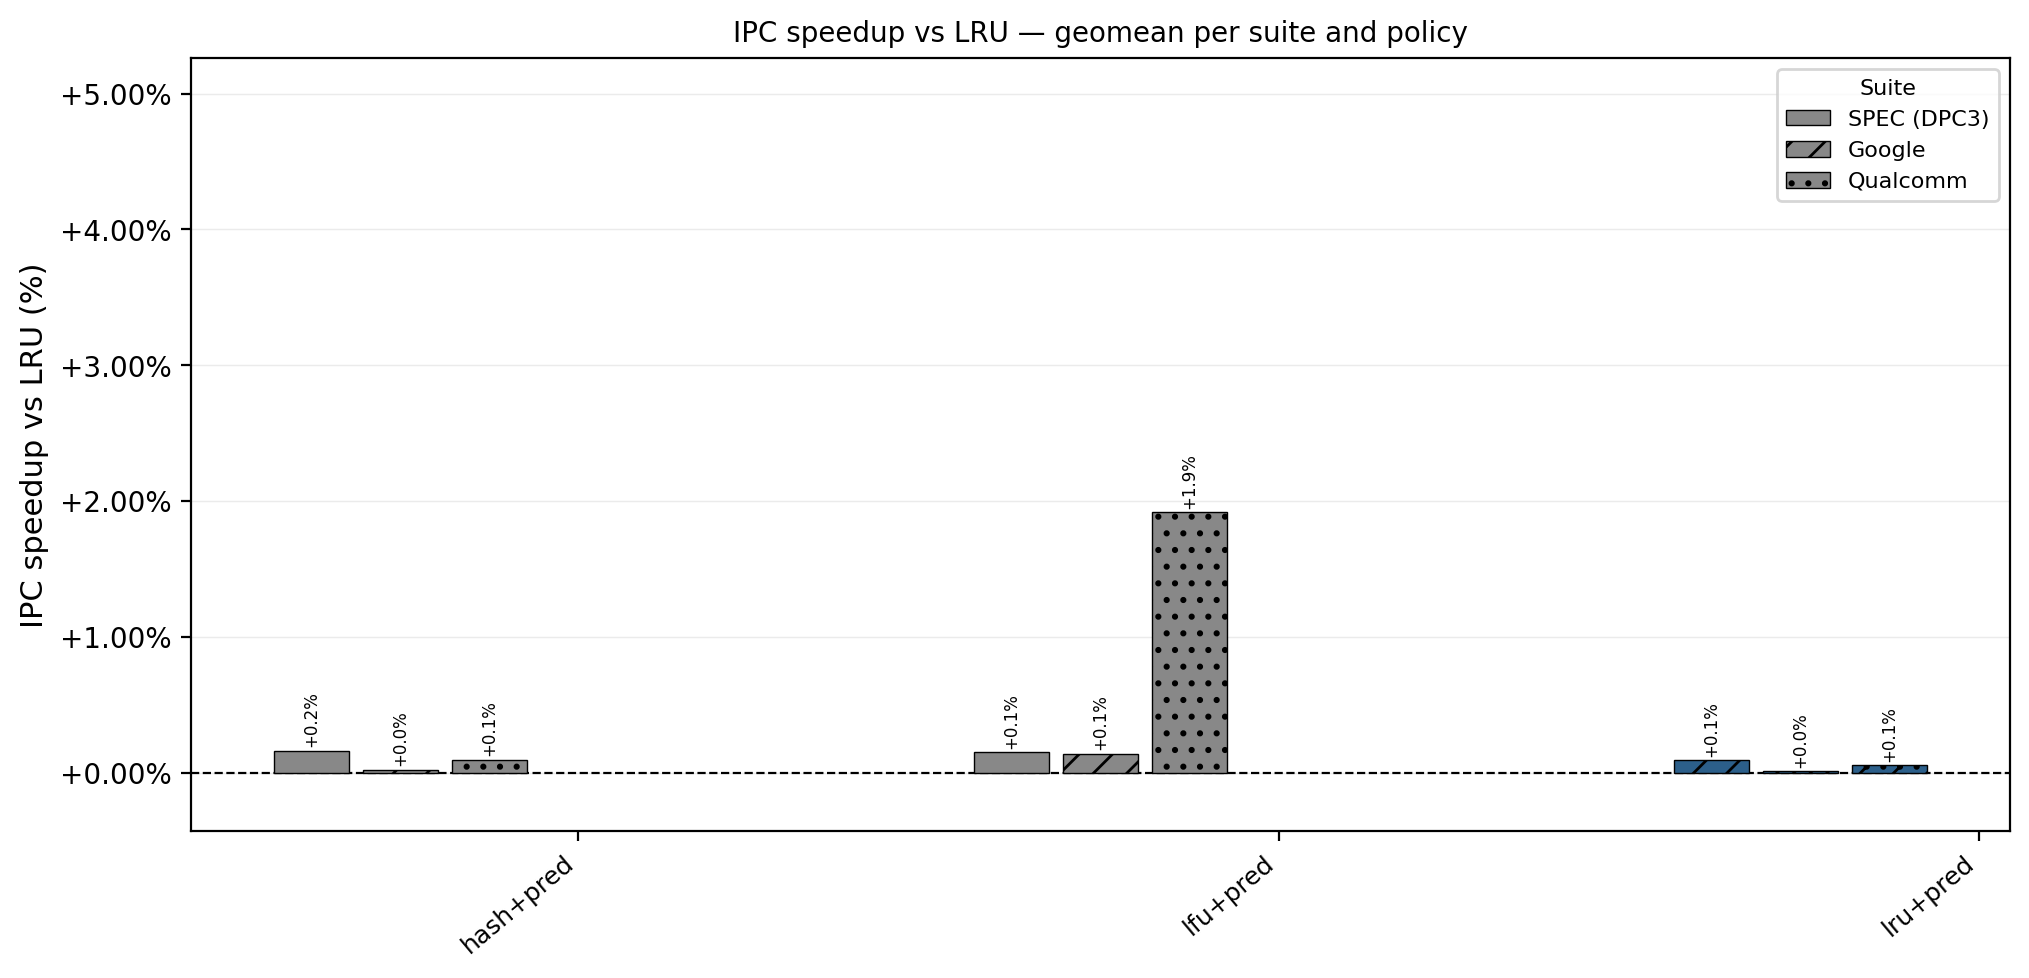 IPC speedup vs LRU — geomean per suite and policy
IPC speedup vs LRU (%)
+5.00%
+4.00%
+3.00%
+2.00%
+1.00%
+0.00%
Suite
SPEC (DPC3)
Google
Qualcomm
+0.2%
+0.0%
+0.1%
+0.1%
+0.1%
+1.9%
+0.1%
+0.0%
+0.1%
hash+pred
lfu+pred
lru+pred